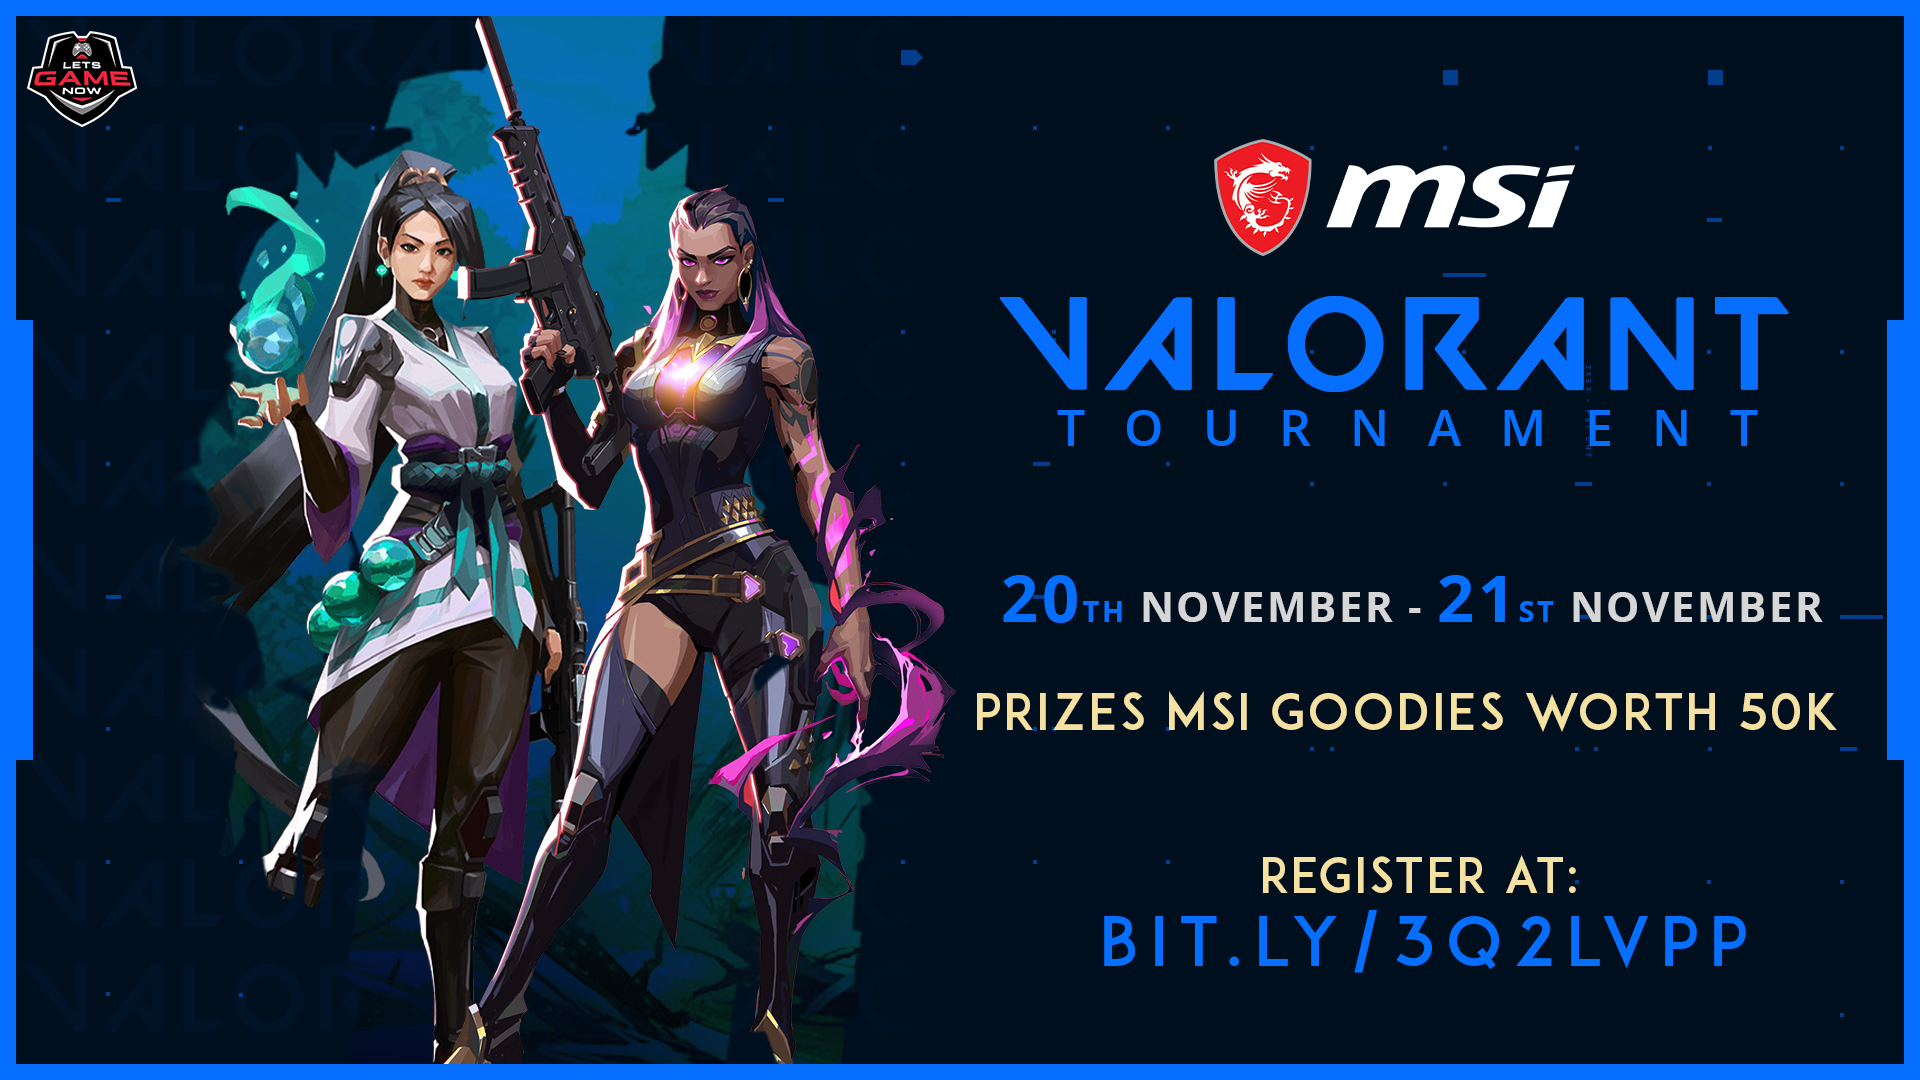 LETS
GAME
NOW
msi
VALORANT
TOURNAMENT
20TH NOVEMBER - 21ST NOVEMBER
PRIZES MSI GOODIES WORTH 50K
REGISTER AT:
BIT.LY/3Q2LVPP